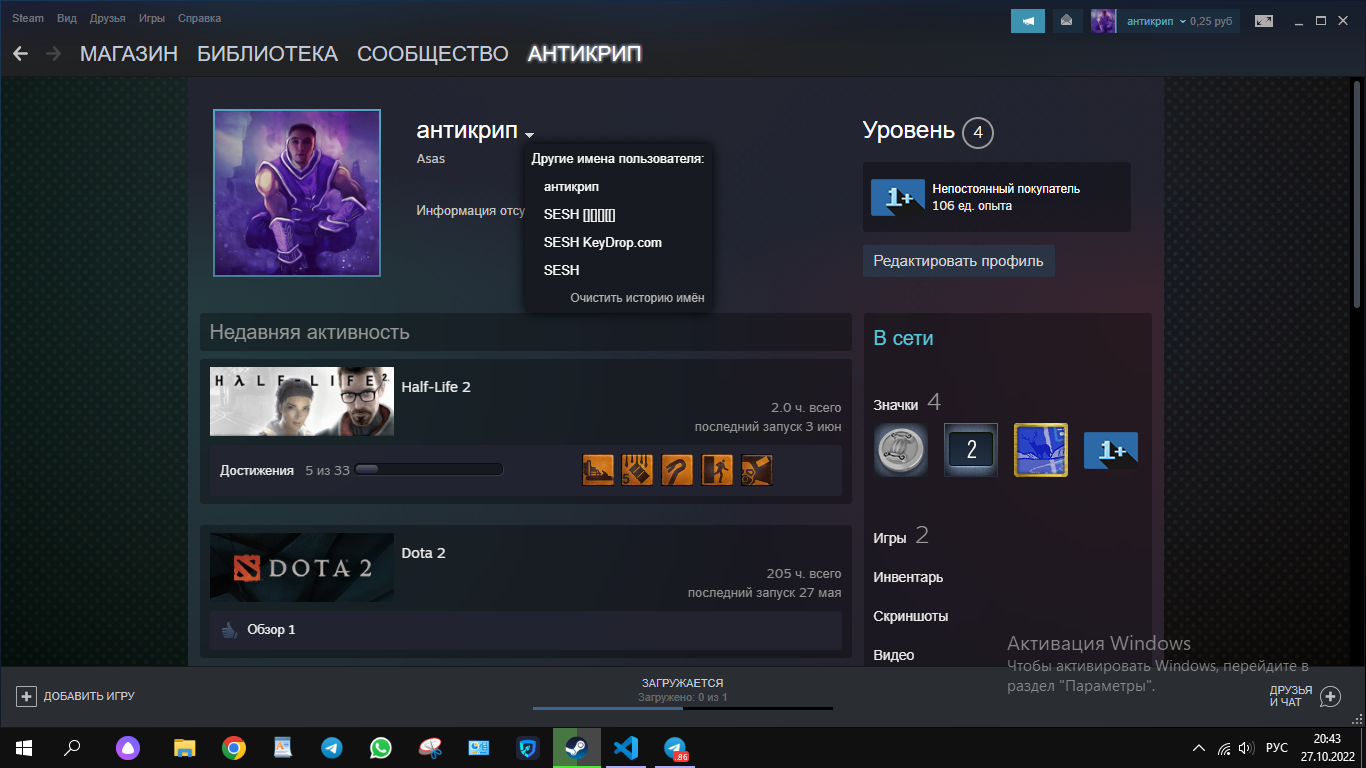 Steam Вид Друзья Игры Справка
антикрип 0,25 руб
МАГАЗИН БИБЛИОТЕКА СООБЩЕСТВО АНТИКРИП
антикрип
Asas
Информация отсу
Другие имена пользователя:
антикрип
SESH [][][][[]
SESH KeyDrop.com
SESH
Очистить историю имён
Уровень 4
1+
Непостоянный покупатель
106 ед. опыта
Редактировать профиль
Недавняя активность
HALF-LIFE 2
Half-Life 2
2.0 ч. всего
последний запуск 3 июн
Достижения 5 из 33
5
DOTA 2
Dota 2
205 ч. всего
последний запуск 27 мая
Обзор 1
В сети
Значки 4
2
1+
Игры 2
Инвентарь
Скриншоты
Видео
Активация Windows
Чтобы активировать Windows, перейдите в
раздел "Параметры".
ДОБАВИТЬ ИГРУ
ЗАГРУЖАЕТСЯ
Загружено: 0 из 1
ДРУЗЬЯ
И ЧАТ
.86
РУС
20:43
27.10.2022